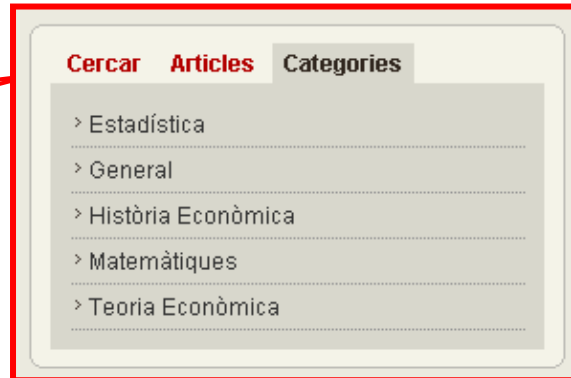 Cercar Articles Categories
> Estadística
> General
> Història Econòmica
> Matemàtiques
> Teoria Econòmica